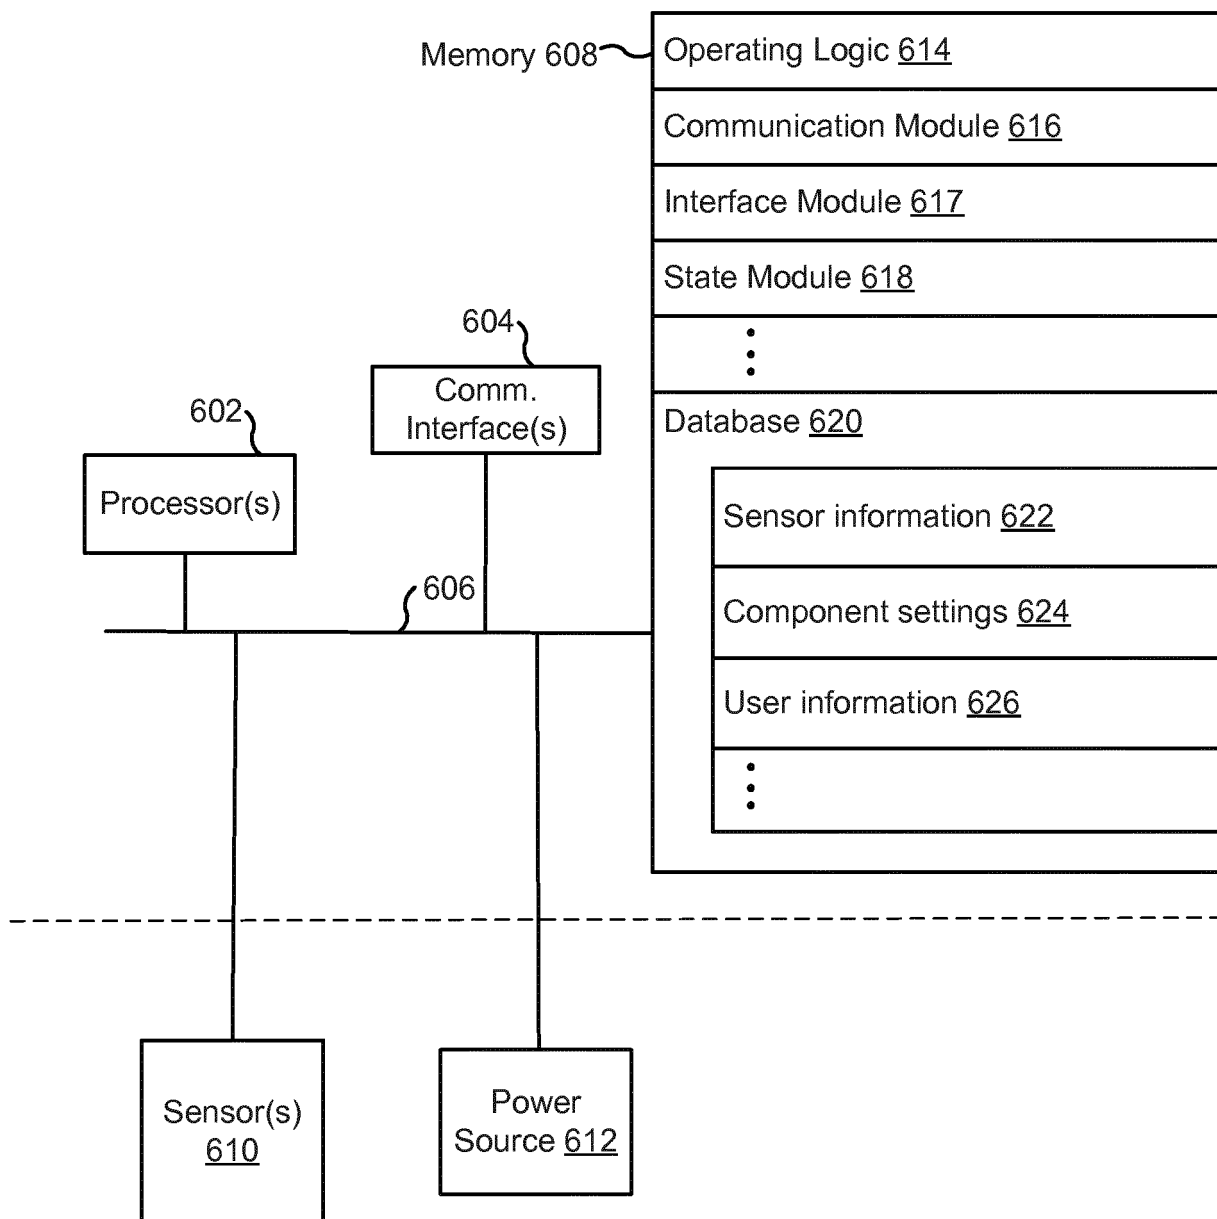 Memory 608
Operating Logic 614
Communication Module 616
Interface Module 617
State Module 618
604
Comm.
Interface(s)
602
Processor(s)
606
Database 620
Sensor information 622
Component settings 624
User information 626
Sensor(s)
610
Power
Source 612